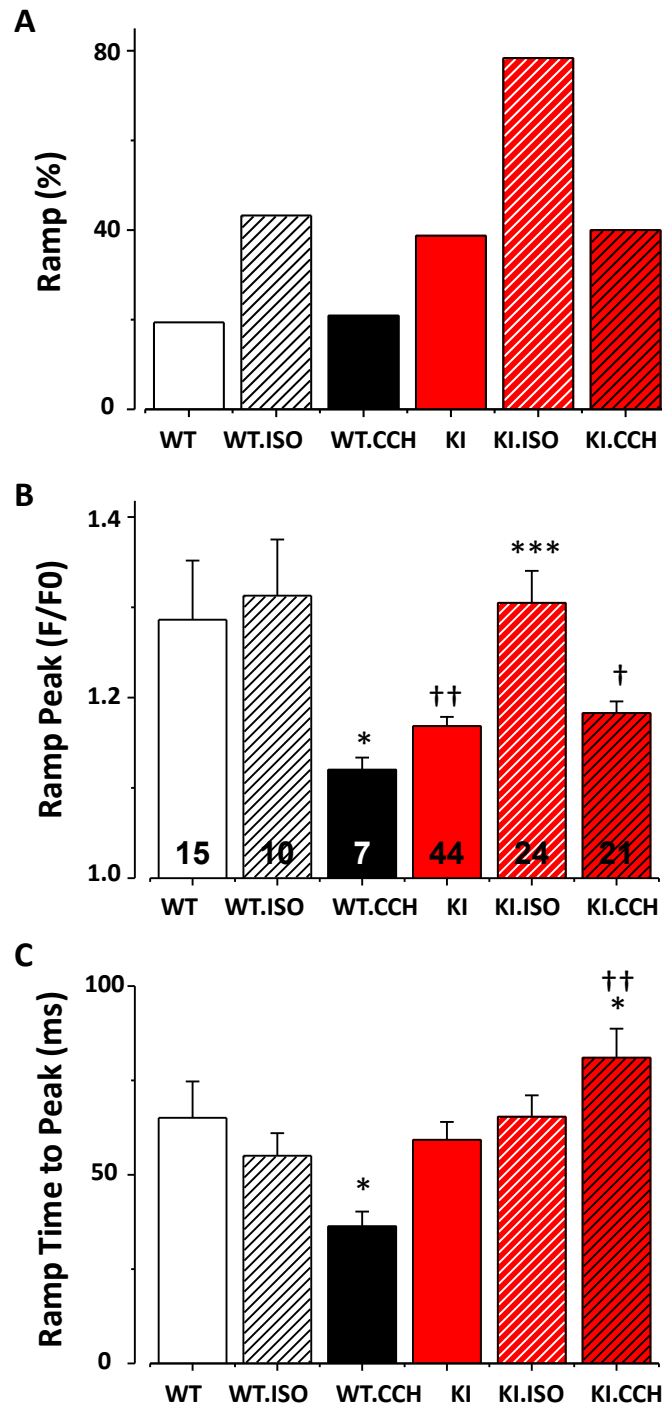 A
Ramp (%)
80
40
0
WT WT.ISO WT.CCH KI KI.ISO KI.CCH
B
Ramp Peak (F/F0)
1.4
1.2
1.0
***
†
††
*
15 10 7 44 24 21
WT WT.ISO WT.CCH KI KI.ISO KI.CCH
C
Ramp Time to Peak (ms)
100
50
0
††
*
*
WT WT.ISO WT.CCH KI KI.ISO KI.CCH